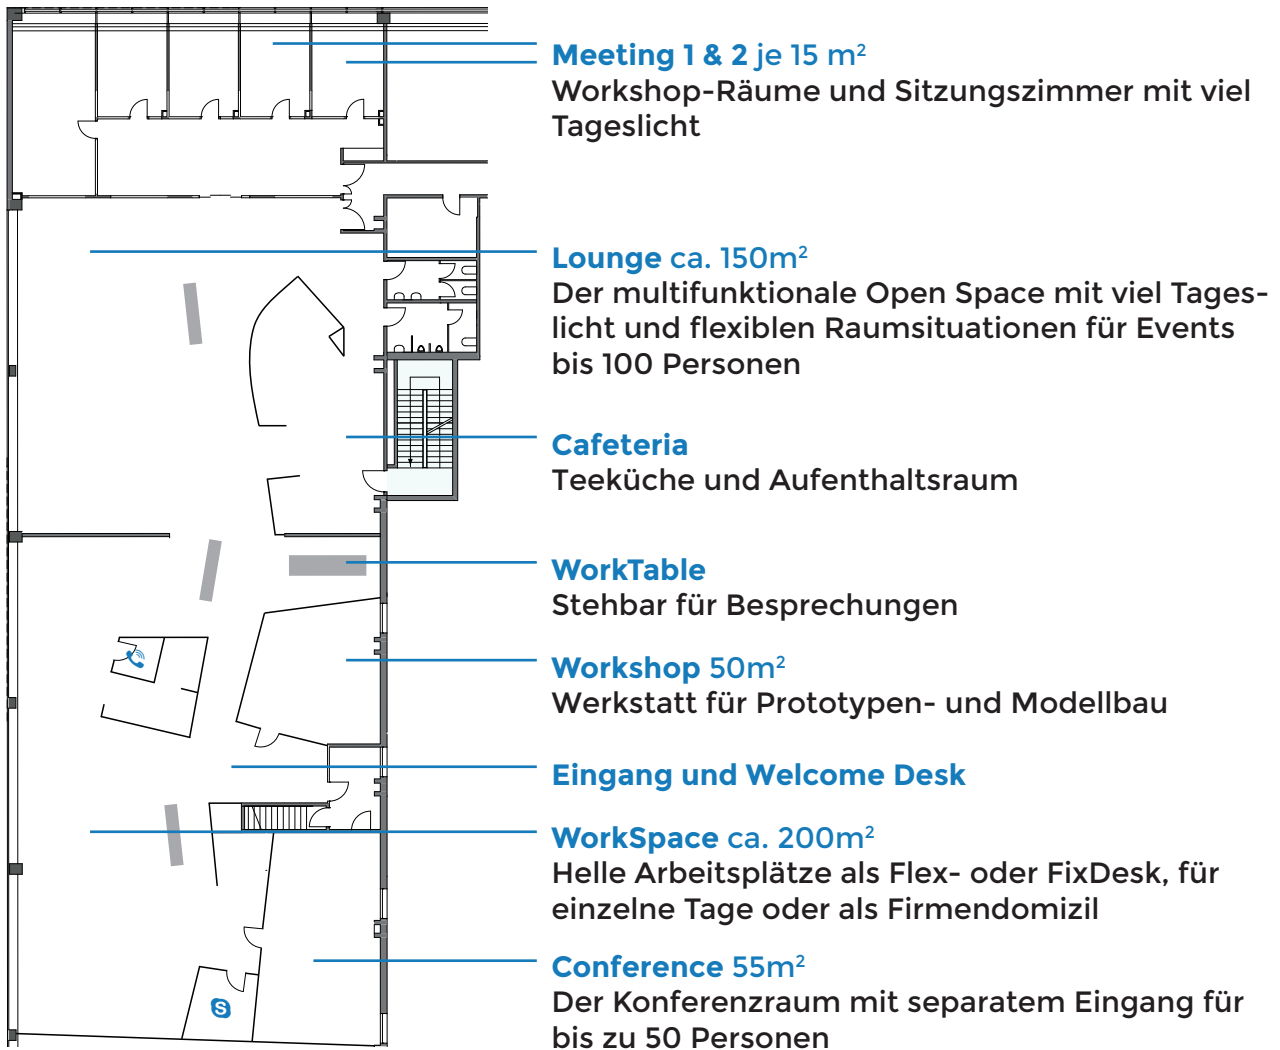 Meeting 1 & 2 je 15 m²
Workshop-Räume und Sitzungszimmer mit viel
Tageslicht
Lounge ca. 150m²
Der multifunktionale Open Space mit viel Tages-
licht und flexiblen Raumsituationen für Events
bis 100 Personen
Cafeteria
Teeküche und Aufenthaltsraum
WorkTable
Stehbar für Besprechungen
Workshop 50m²
Werkstatt für Prototypen- und Modellbau
Eingang und Welcome Desk
WorkSpace ca. 200m²
Helle Arbeitsplätze als Flex- oder FixDesk, für
einzelne Tage oder als Firmendomizil
Conference 55m²
Der Konferenzraum mit separatem Eingang für
bis zu 50 Personen
S